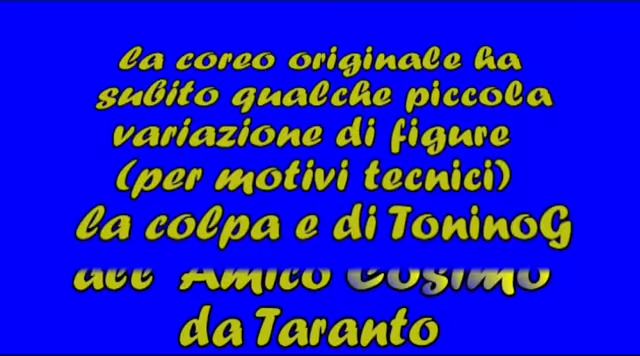 la coreo originale ha
subito qualche piccola
variazione di figure
(per motivi tecnici)
la colpa e di ToninoG
all' Amico Cosimo
da Taranto